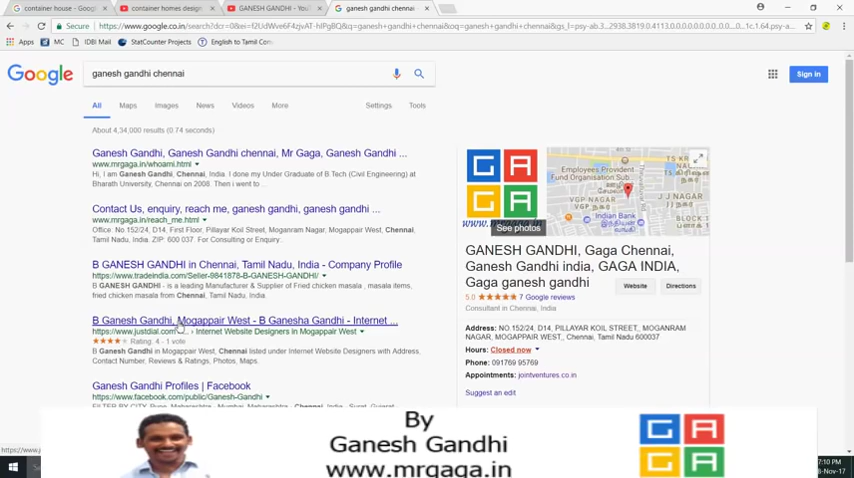 container house - Goog
container homes design
GANESH GANDHI - You
ganesh gandhi chennai
Secure
https://www.google.co.in/search?
Apps
MC
IDBI Mail
StatCounter Projects
English to Tamil Com
Google
ganesh gandhi chennai
Sign in
All
Maps
Images
News
Videos
More
Settings
Tools
About 4,34,000 results (0.74 seconds)
Ganesh Gandhi, Ganesh Gandhi chennai, Mr Gaga, Ganesh Gandhi ...
www.mrgaga.in/whoami.html
Hi, I am Ganesh Gandhi, Chennai, India. I done my Under Graduate of B Tech (Civil Engineering) at
Bharath University, Chennai on 2008. Then i went to ...
Contact Us, enquiry, reach me, ganesh gandhi, ganesh gandhi ...
www.mrgaga.in/reach_me.html
Office: No 152/24, D14, First Floor, Pillayar Koil Street, Moganram Nagar, Mogappair West, Chennai,
Tamil Nadu, India. ZIP: 600 037. For Consulting or Enquiry:.
B GANESH GANDHI in Chennai, Tamil Nadu, India - Company Profile
https://www.tradeindia.com/Seller-9841878-B-GANESH-GANDHI/
B GANESH GANDHI - is a leading Manufacturer & Supplier of Fried chicken masala , masala items,
fried chicken masala from Chennai, Tamil Nadu, India
B Ganesh Gandhi, Mogappair West - B Ganesha Gandhi - Internet ...
https://www.justdial.com › Internet Website Designers in Mogappair West
Rating: 4 - 1 vote
B Ganesh Gandhi in Mogappair West, Chennai listed under Internet Website Designers with Address,
Contact Number, Reviews & Ratings, Photos, Maps.
Ganesh Gandhi Profiles | Facebook
https://www.facebook.com/public/Ganesh-Gandhi
G A
G A
See photos
Employees Provident
Fund Organisation Sub
VGP NAGAR
J J NAGAR
Indian Bank
GANESH GANDHI, Gaga Chennai,
Ganesh Gandhi india, GAGA INDIA,
Gaga ganesh gandhi
Website
Directions
5.0
7 Google reviews
Consultant in Chennai, India
Address: NO.152/24, D14, PILLAYAR KOIL STREET,, MOGANRAM
NAGAR, MOGAPPAIR WEST,, Chennai, Tamil Nadu 600037
Hours: Closed now
Phone: 091769 95769
Appointments: jointventures.co.in
Suggest an edit
By
Ganesh Gandhi
www.mrgaga.in
G A
G A